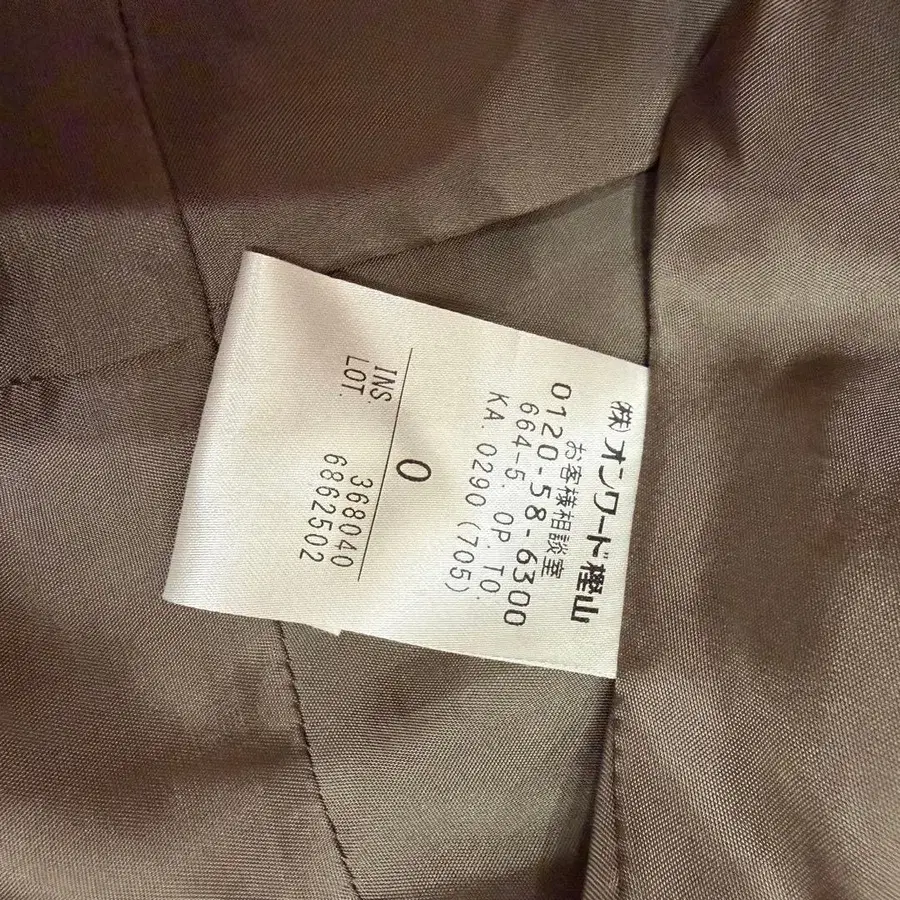 ㈱オンワード樫山
お客様相談室
0120-58-6300
664-5. OP. TO.
KA. 0290 (705)
0
INS. 368040
LOT. 6862502